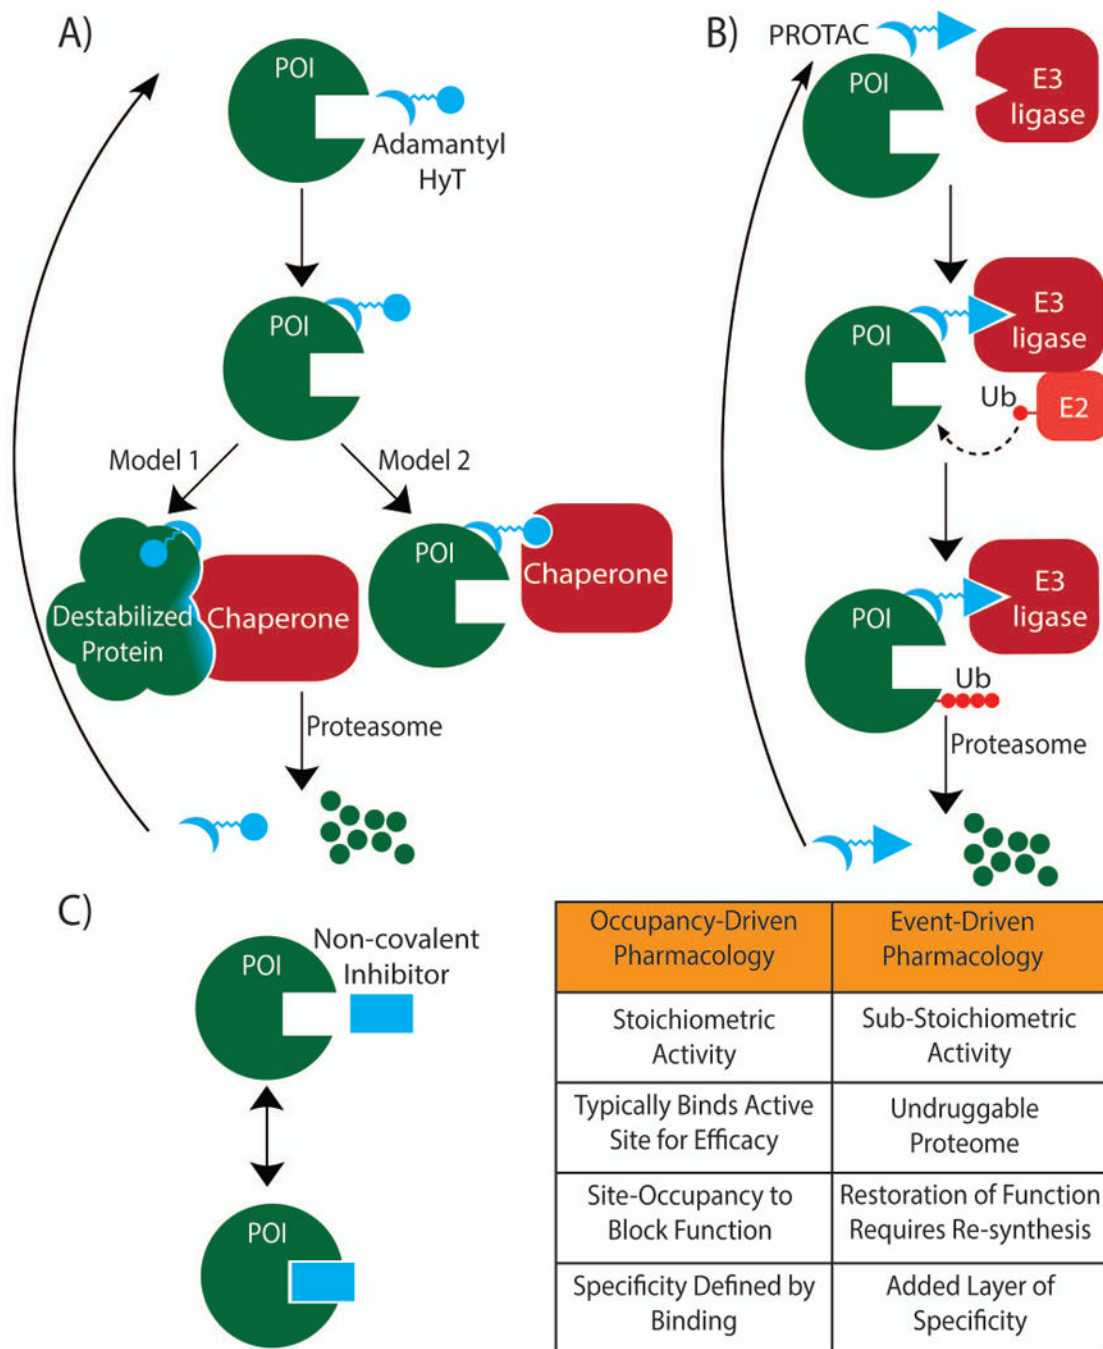 A)
POI
Adamantyl
HyT
POI
Model 1
Model 2
Destabilized
Protein
Chaperone
POI
Chaperone
Proteasome
B)
PROTAC
POI
E3
ligase
POI
E3
ligase
Ub
E2
POI
E3
ligase
Ub
Proteasome
C)
Non-covalent
Inhibitor
POI
POI
Occupancy-Driven
Pharmacology
Event-Driven
Pharmacology
Stoichiometric
Activity
Sub-Stoichiometric
Activity
Typically Binds Active
Site for Efficacy
Undruggable
Proteome
Site-Occupancy to
Block Function
Restoration of Function
Requires Re-synthesis
Specificity Defined by
Binding
Added Layer of
Specificity